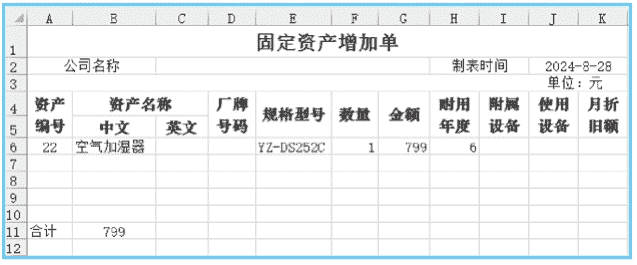 A B C D E F G H I J K
1 固定资产增加单
2 公司名称 制表时间 2024-8-28
3 单位：元
4 资产 资产名称 厂牌 规格型号 数量 金额 耐用 附属 使用 月折
5 编号 中文 英文 号码 年度 设备 设备 旧额
6 22 空气加湿器 YZ-DS252C 1 799 6
7
8
9
10
11 合计 799
12